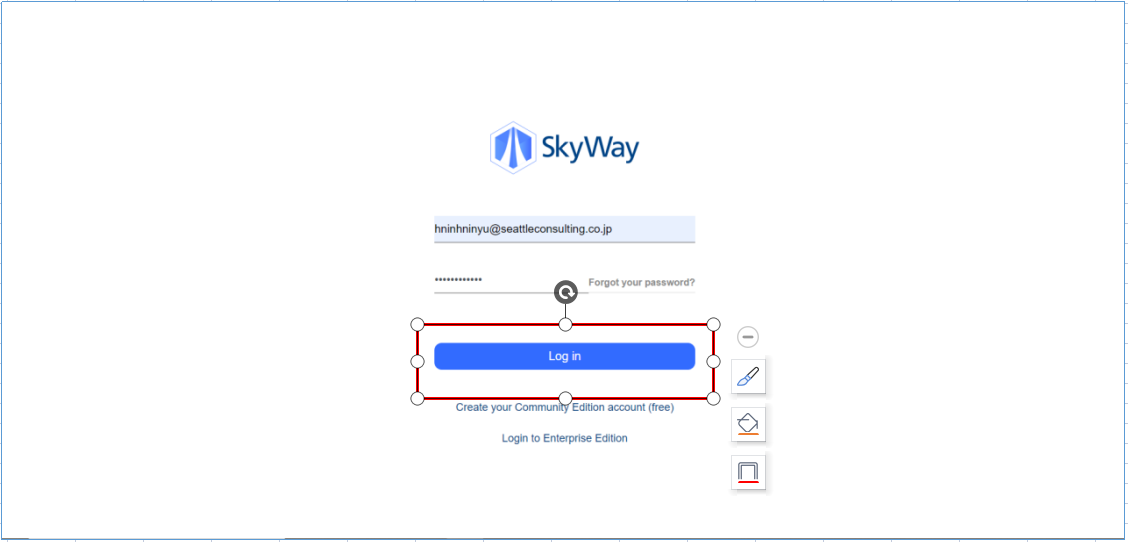 SkyWay
hninhninyu@seattleconsulting.co.jp
•••••••••••• Forgot your password?
Log in
Create your Community Edition account (free)
Login to Enterprise Edition